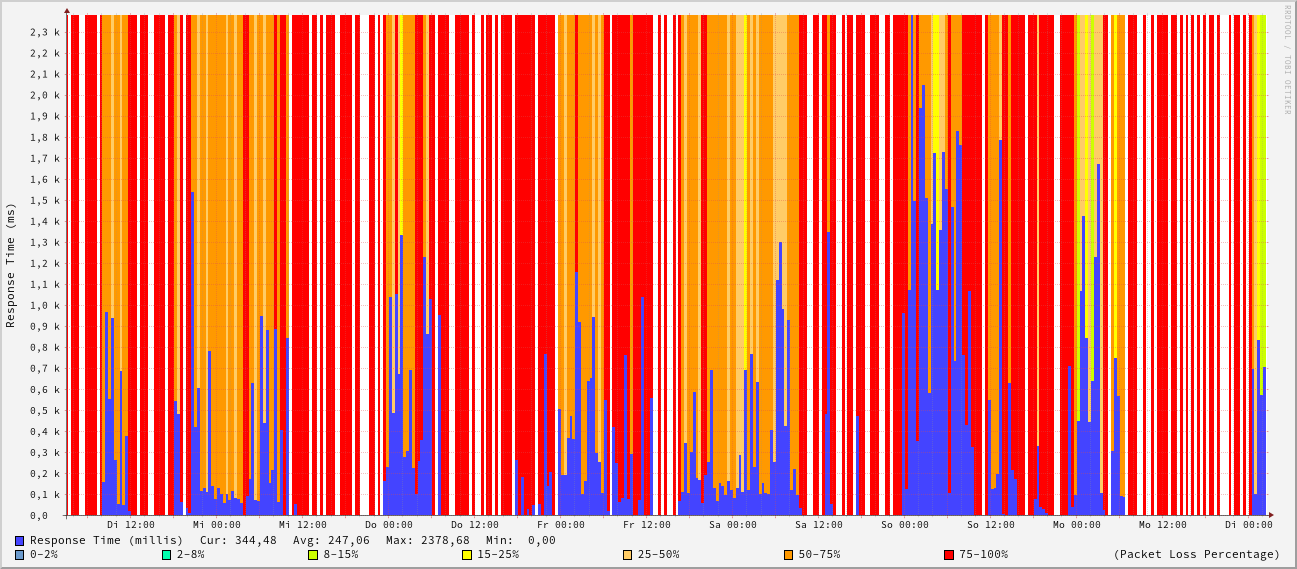 RRDTOOL / TOBI OETIKER
Response Time (ms)
2,3 k
2,2 k
2,1 k
2,0 k
1,9 k
1,8 k
1,7 k
1,6 k
1,5 k
1,4 k
1,3 k
1,2 k
1,1 k
1,0 k
0,9 k
0,8 k
0,7 k
0,6 k
0,5 k
0,4 k
0,3 k
0,2 k
0,1 k
0,0
Di 12:00 Mi 00:00 Mi 12:00 Do 00:00 Do 12:00 Fr 00:00 Fr 12:00 Sa 00:00 Sa 12:00 So 00:00 So 12:00 Mo 00:00 Mo 12:00 Di 00:00
Response Time (millis) Cur: 344,48 Avg: 247,06 Max: 2378,68 Min: 0,00
0-2% 2-8% 8-15% 15-25% 25-50% 50-75% 75-100% (Packet Loss Percentage)